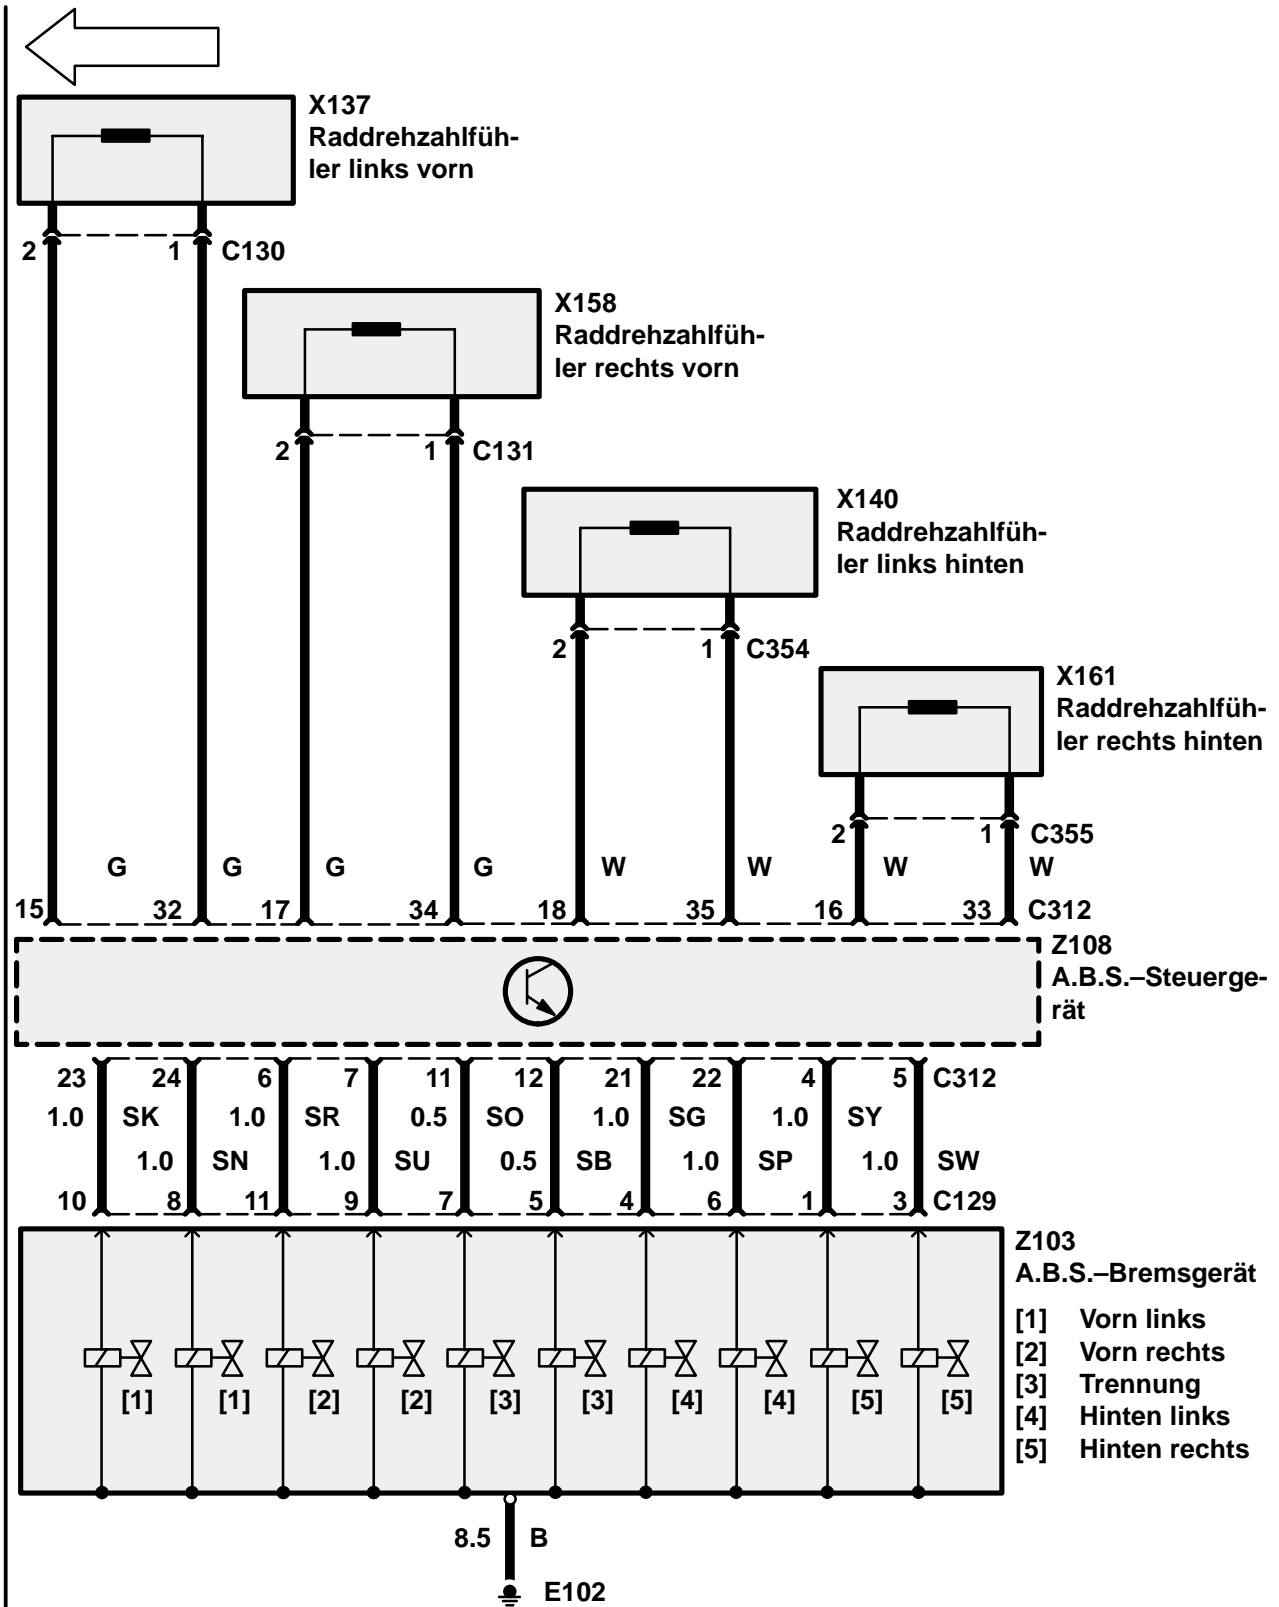 X137
Raddrehzahlfüh-
ler links vorn
2 1 C130
X158
Raddrehzahlfüh-
ler rechts vorn
2 1 C131
X140
Raddrehzahlfüh-
ler links hinten
2 1 C354
X161
Raddrehzahlfüh-
ler rechts hinten
2 1 C355
G G G G W W W W
15 32 17 34 18 35 16 33 C312
Z108
A.B.S.–Steuerge-
rät
23 24 6 7 11 12 21 22 4 5 C312
1.0 SK 1.0 SR 0.5 SO 1.0 SG 1.0 SY
1.0 SN 1.0 SU 0.5 SB 1.0 SP 1.0 SW
10 8 11 9 7 5 4 6 1 3 C129
Z103
A.B.S.–Bremsgerät
[1] Vorn links
[2] Vorn rechts
[3] Trennung
[4] Hinten links
[5] Hinten rechts
[1] [1] [2] [2] [3] [3] [4] [4] [5] [5]
8.5 B
E102